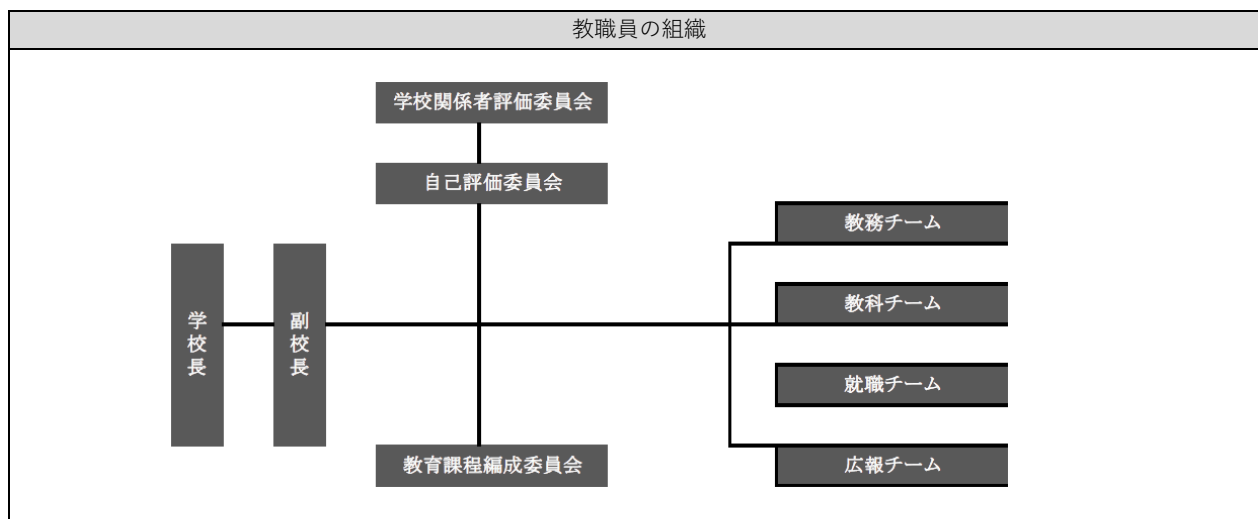 教職員の組織
学校関係者評価委員会
自己評価委員会
教務チーム
教科チーム
学校長
副校長
就職チーム
教育課程編成委員会
広報チーム